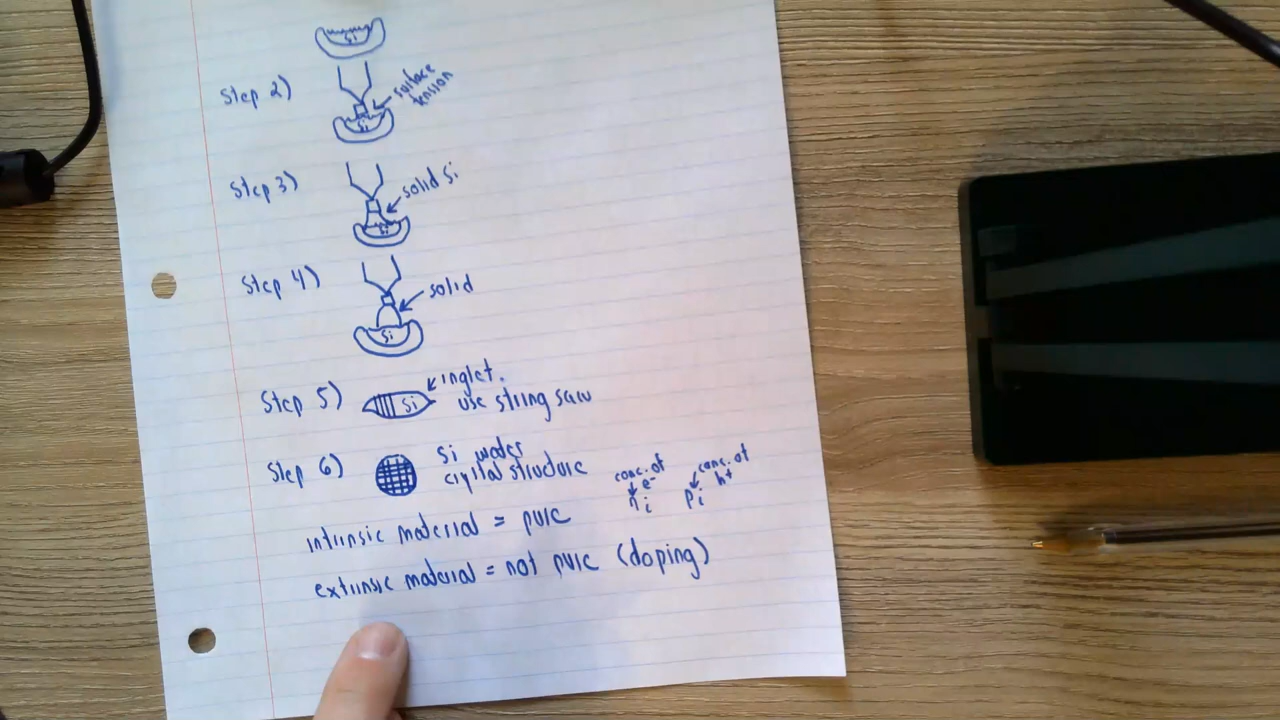 Si
Step 2)
surface
tension
Si
Step 3)
solid Si
Si
Step 4)
solid
Si
Step 5)
Si
inglet.
use string saw
Step 6)
Si wafer
crystal structure
conc. of
e-
ni
conc. of
h+
pi
intrinsic material = pure
extrinsic material = not pure (doping)